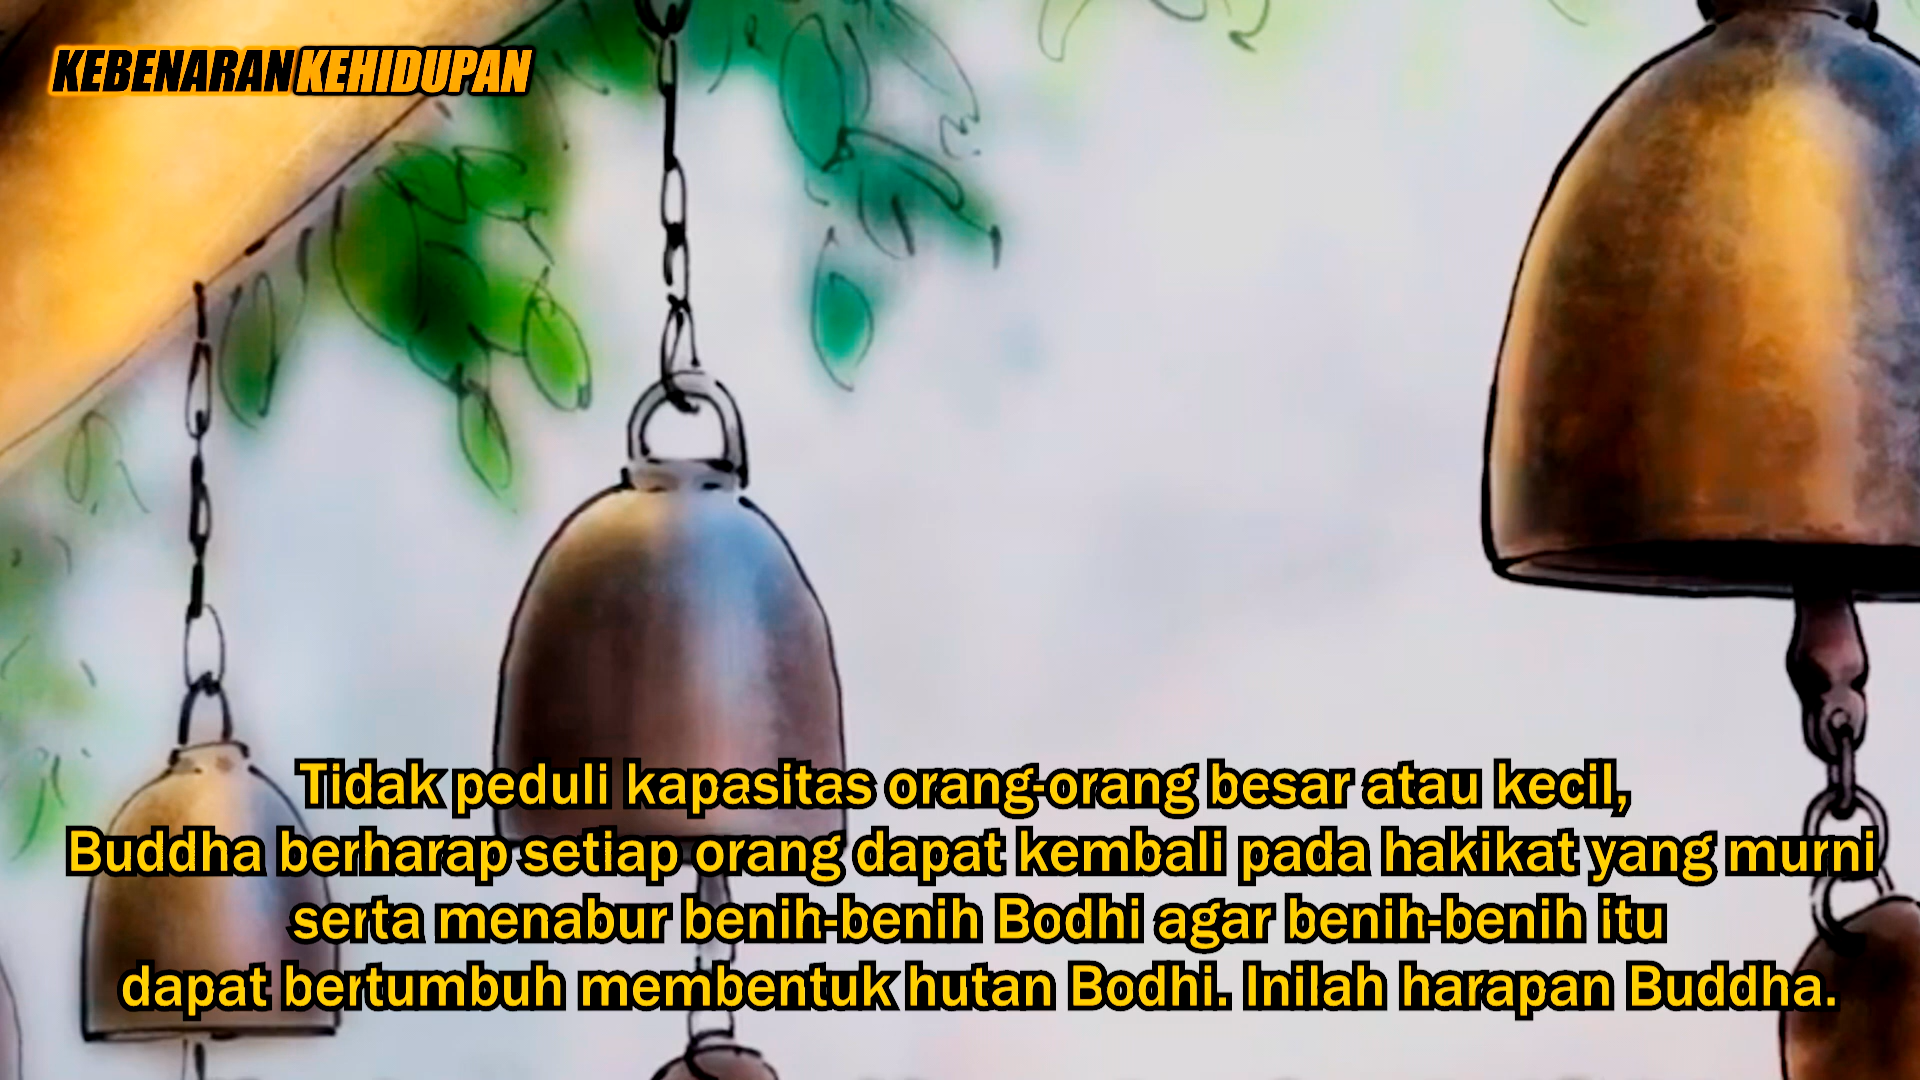 KEBENARAN KEHIDUPAN
Tidak peduli kapasitas orang-orang besar atau kecil,
Buddha berharap setiap orang dapat kembali pada hakikat yang murni
serta menabur benih-benih Bodhi agar benih-benih itu
dapat bertumbuh membentuk hutan Bodhi. Inilah harapan Buddha.